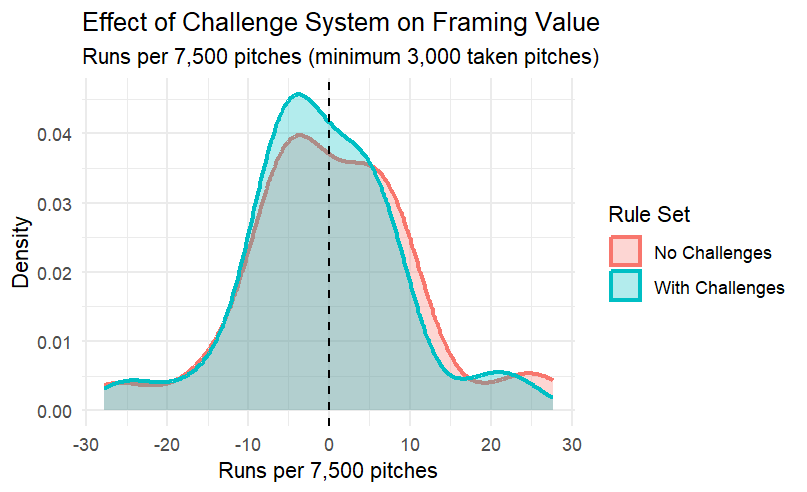 Effect of Challenge System on Framing Value
Runs per 7,500 pitches (minimum 3,000 taken pitches)
Density
0.04
0.03
0.02
0.01
0.00
-30
-20
-10
0
10
20
30
Runs per 7,500 pitches
Rule Set
No Challenges
With Challenges